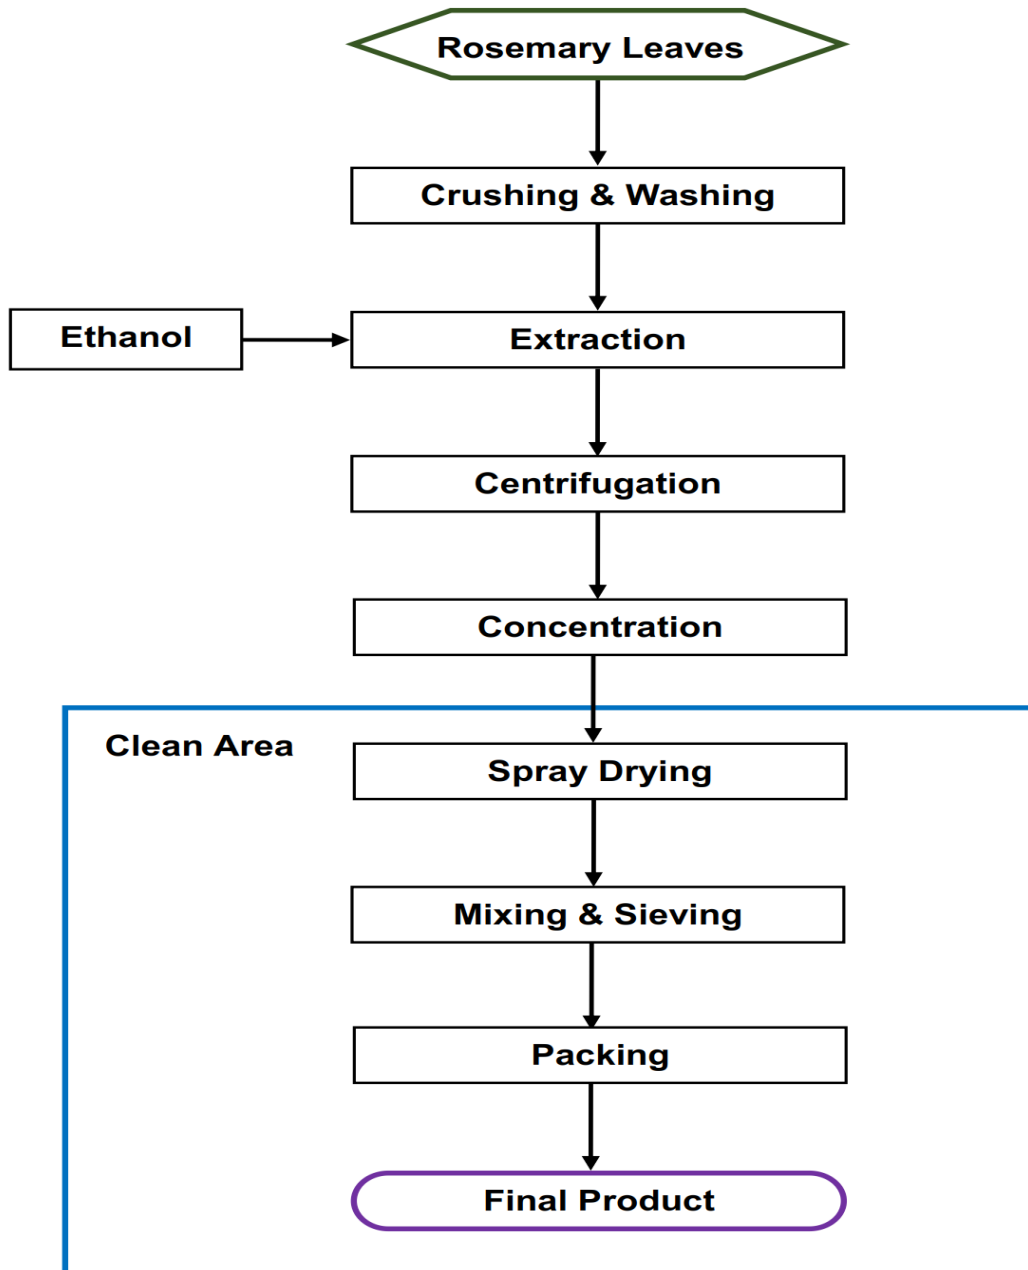 Rosemary Leaves
Crushing & Washing
Ethanol
Extraction
Centrifugation
Concentration
Clean Area
Spray Drying
Mixing & Sieving
Packing
Final Product